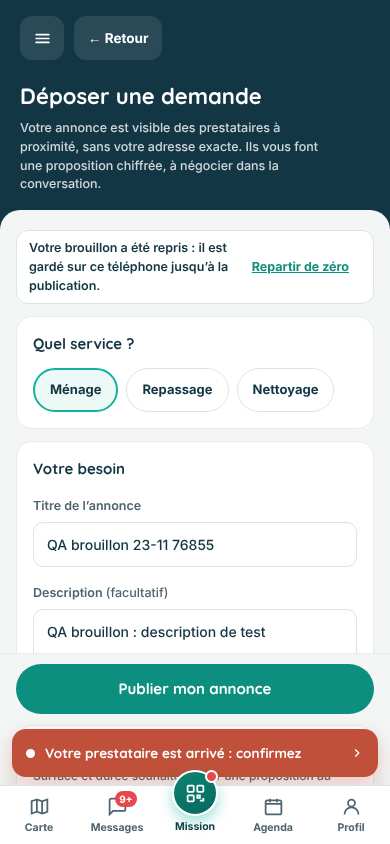 ← Retour
Déposer une demande
Votre annonce est visible des prestataires à
proximité, sans votre adresse exacte. Ils vous font
une proposition chiffrée, à négocier dans la
conversation.
Votre brouillon a été repris : il est
gardé sur ce téléphone jusqu’à la
publication.
Repartir de zéro
Quel service ?
Ménage
Repassage
Nettoyage
Votre besoin
Titre de l’annonce
QA brouillon 23-11 76855
Description (facultatif)
QA brouillon : description de test
Publier mon annonce
Votre prestataire est arrivé : confirmez
9+
Carte
Messages
Mission
Agenda
Profil